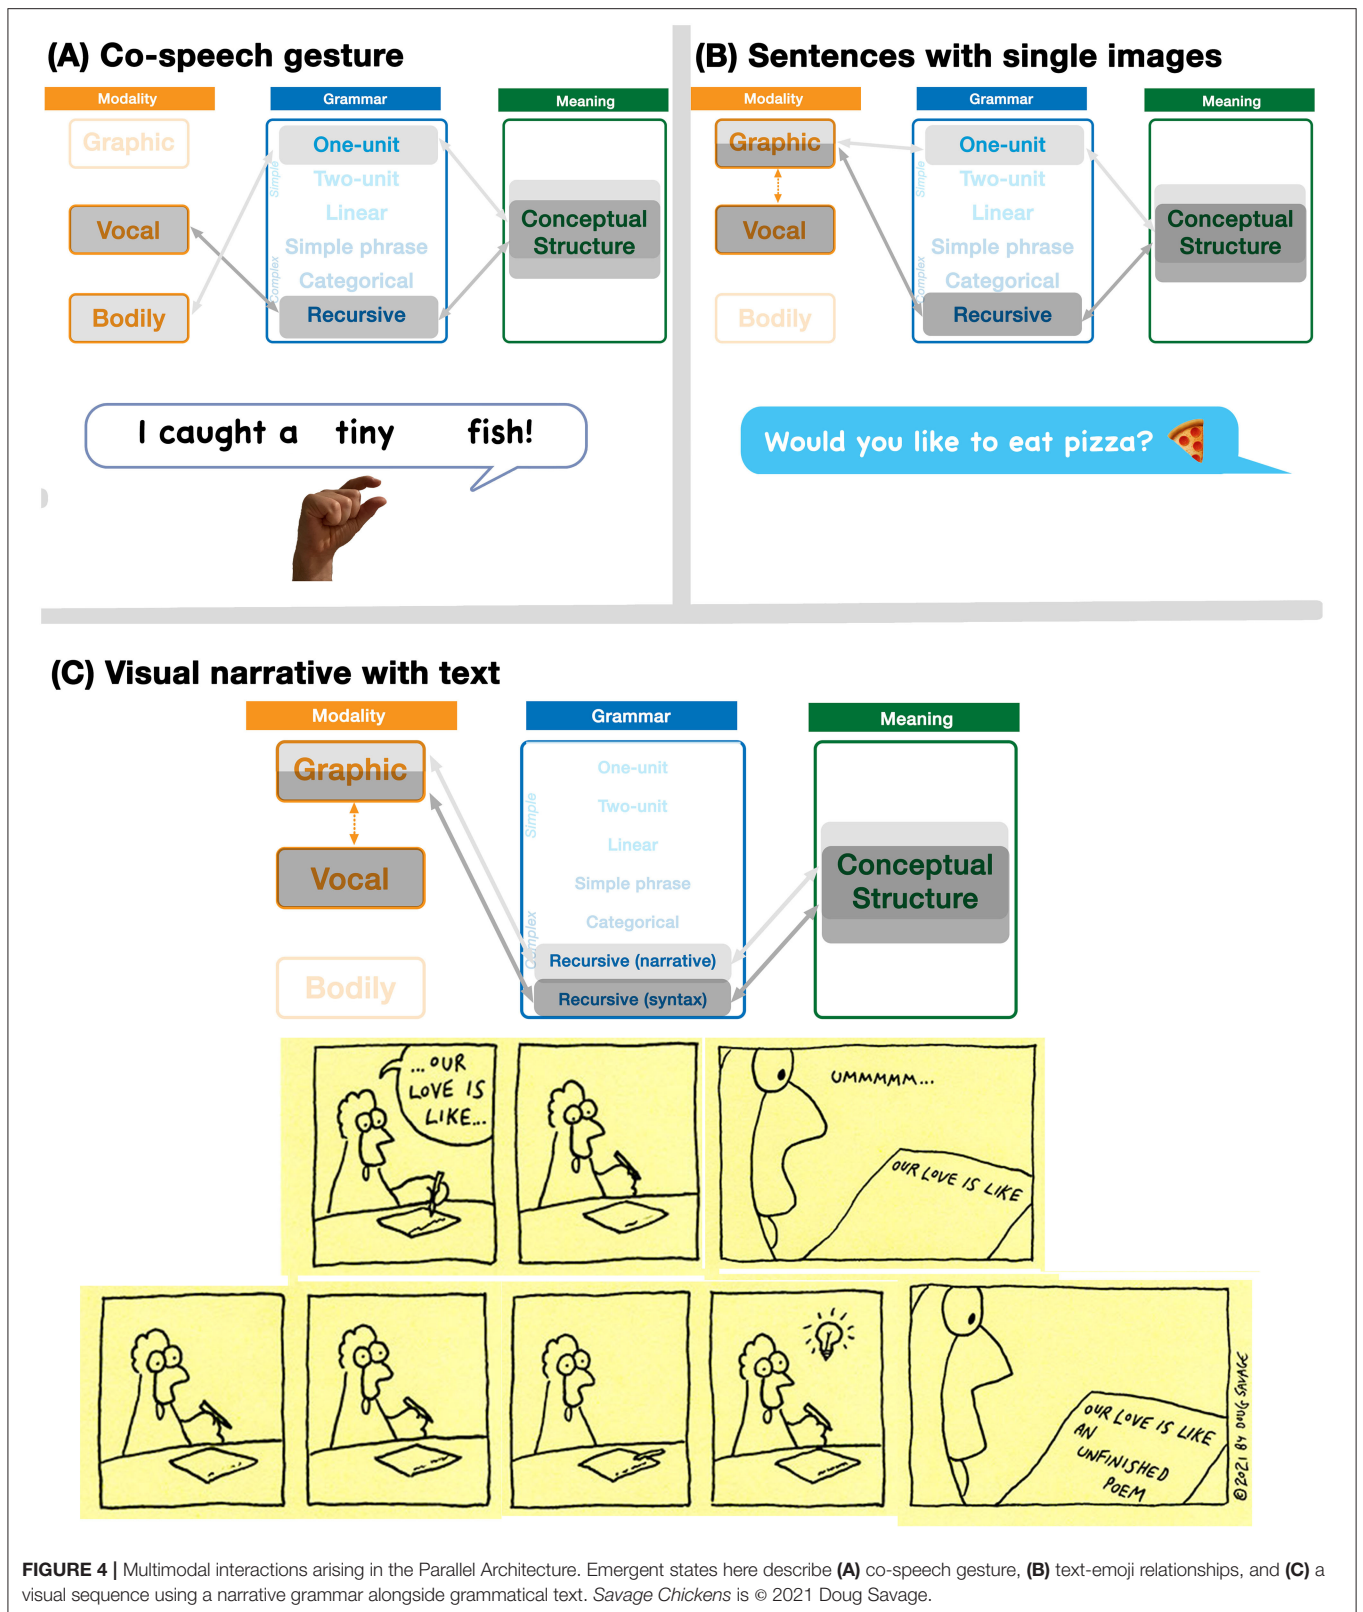 (A) Co-speech gesture
Modality
Grammar
Meaning
Graphic
Vocal
Bodily
Simple
Complex
One-unit
Two-unit
Linear
Simple phrase
Categorical
Recursive
Conceptual
Structure
I caught a tiny fish!
(B) Sentences with single images
Modality
Grammar
Meaning
Graphic
Vocal
Bodily
Simple
Complex
One-unit
Two-unit
Linear
Simple phrase
Categorical
Recursive
Conceptual
Structure
Would you like to eat pizza?
(C) Visual narrative with text
Modality
Grammar
Meaning
Graphic
Vocal
Bodily
Simple
Complex
One-unit
Two-unit
Linear
Simple phrase
Categorical
Recursive (narrative)
Recursive (syntax)
Conceptual
Structure
...OUR
LOVE IS
LIKE...
UMMMMM...
OUR LOVE IS LIKE
OUR LOVE IS LIKE
AN
UNFINISHED
POEM
©2021 BY DOUG SAVAGE
FIGURE 4 | Multimodal interactions arising in the Parallel Architecture. Emergent states here describe (A) co-speech gesture, (B) text-emoji relationships, and (C) a
visual sequence using a narrative grammar alongside grammatical text. Savage Chickens is © 2021 Doug Savage.